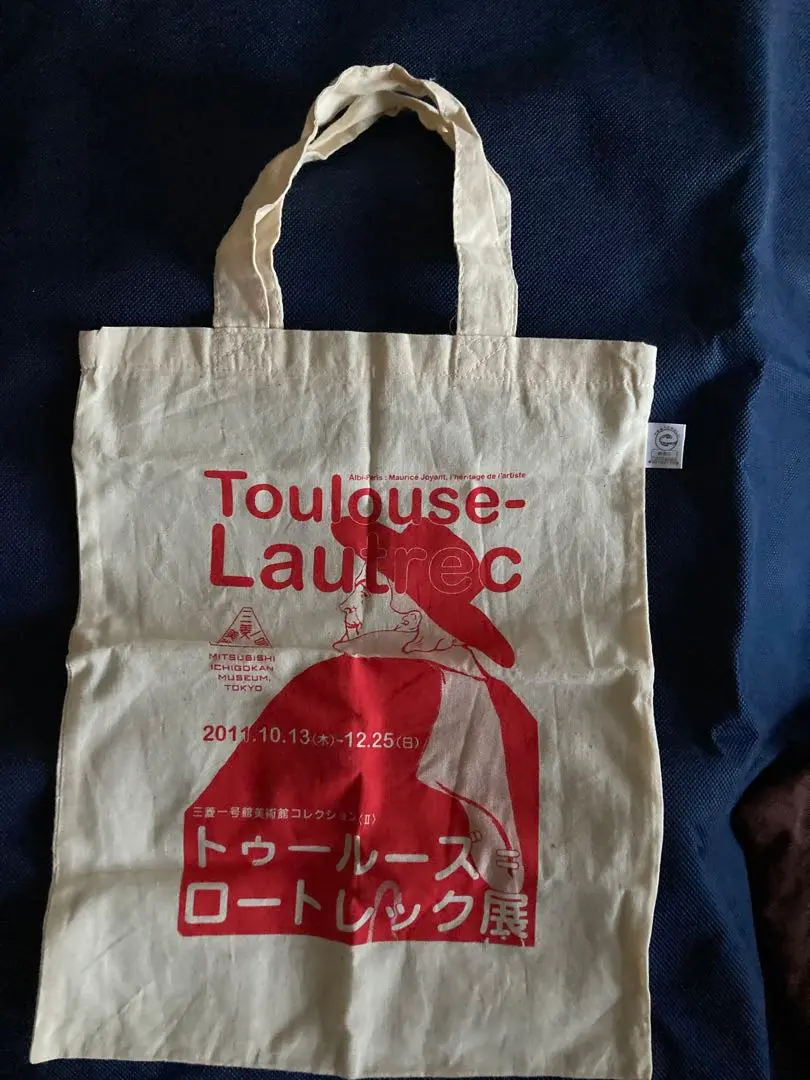 Albi-Paris : Maurice Joyant, l'héritage de l'artiste
Toulouse-
Lautrec
三菱一号館
MITSUBISHI
ICHIGOKAN
MUSEUM,
TOKYO
2011.10.13(木)-12.25(日)
三菱一号館美術館コレクション〈II〉
トゥールーズ=
ロートレック展